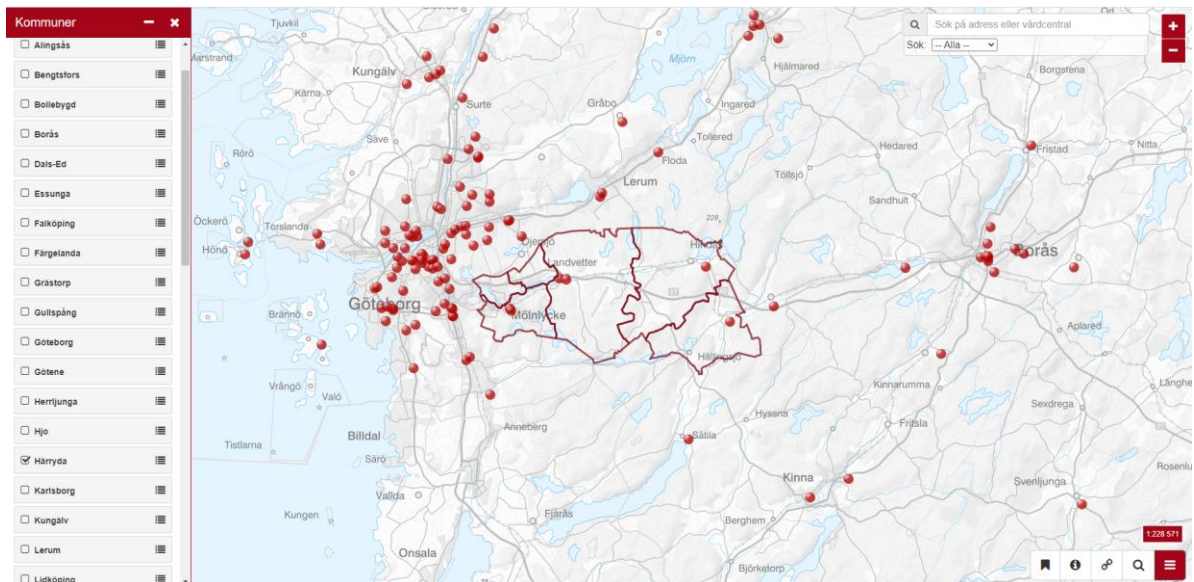 Kommuner
Alingsås
Bengtsfors
Bollebygd
Borås
Dals-Ed
Essunga
Falköping
Färgelanda
Grästorp
Gullspång
Göteborg
Götene
Herrljunga
Hjo
Härryda
Karlsborg
Kungälv
Lerum
Lidköping
Sök på adress eller vårdcentral
Sök: -- Alla --
Tjuvkil
Marstrand
Kungälv
Kärna
Surte
Säve
Rörö
Öckerö
Hönö
Torslanda
Göteborg
Brännö
Vrångö
Valö
Tistlarna
Billdal
Särö
Vallda
Kungen
Onsala
Fjärås
Anneberg
Mjörn
Hjälmared
Gråbo
Ingared
Tollered
Floda
Lerum
Töllsjö
Hedared
Sandhult
Borgstena
Fristad
Nitta
Borås
228
Landvetter
Mölnlycke
Hällingsjö
Hyssna
Sätila
Kinna
Berghem
Björketorp
Kinnarumma
Fritsla
Aplared
Sexdrega
Svenljunga
Länghe
Rosenlu
Od
1:228 571